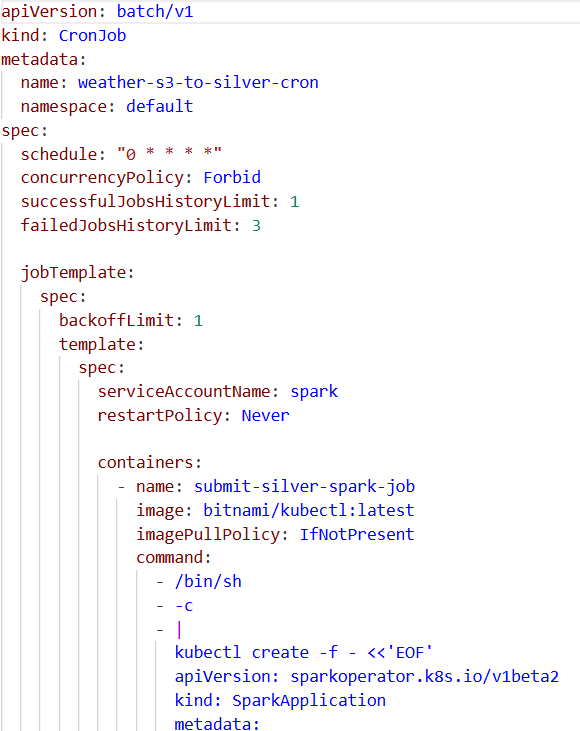 apiVersion: batch/v1
kind: CronJob
metadata:
  name: weather-s3-to-silver-cron
  namespace: default
spec:
  schedule: "0 * * * *"
  concurrencyPolicy: Forbid
  successfulJobsHistoryLimit: 1
  failedJobsHistoryLimit: 3

  jobTemplate:
    spec:
      backoffLimit: 1
      template:
        spec:
          serviceAccountName: spark
          restartPolicy: Never

          containers:
            - name: submit-silver-spark-job
              image: bitnami/kubectl:latest
              imagePullPolicy: IfNotPresent
              command:
                - /bin/sh
                - -c
                - |
                  kubectl create -f - <<'EOF'
                  apiVersion: sparkoperator.k8s.io/v1beta2
                  kind: SparkApplication
                  metadata: